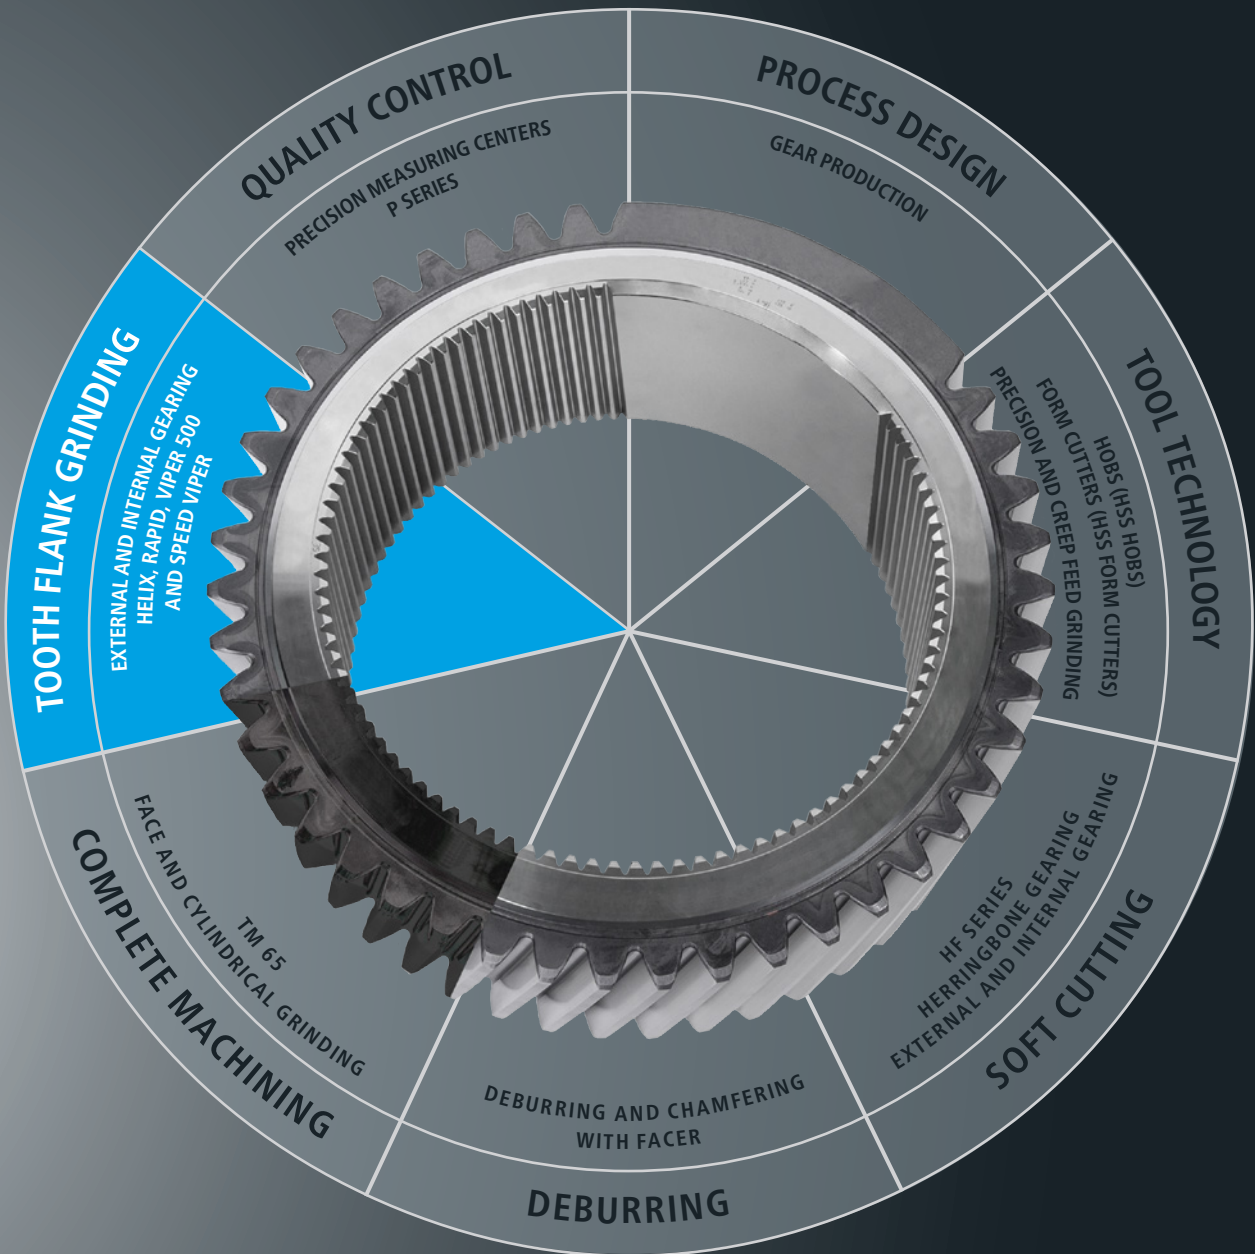 PROCESS DESIGN
GEAR PRODUCTION
TOOL TECHNOLOGY
HOBS (HSS HOBS)
FORM CUTTERS (HSS FORM CUTTERS)
PRECISION AND CREEP FEED GRINDING
SOFT CUTTING
HF SERIES
HERRINGBONE GEARING
EXTERNAL AND INTERNAL GEARING
DEBURRING
DEBURRING AND CHAMFERING
WITH FACER
COMPLETE MACHINING
TM 65
FACE AND CYLINDRICAL GRINDING
TOOTH FLANK GRINDING
EXTERNAL AND INTERNAL GEARING
HELIX, RAPID, VIPER 500
AND SPEED VIPER
QUALITY CONTROL
PRECISION MEASURING CENTERS
P SERIES